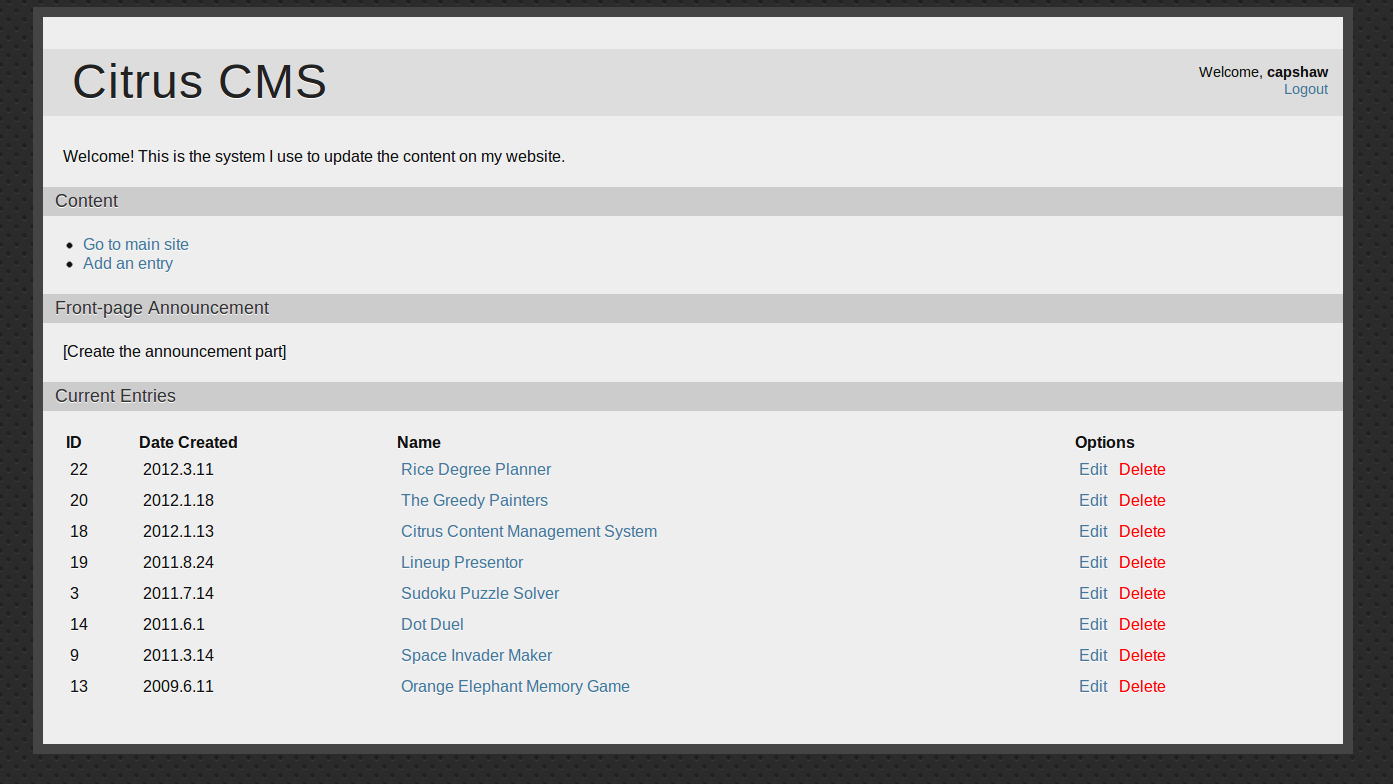 Citrus CMS
Welcome, capshaw
Logout
Welcome! This is the system I use to update the content on my website.
Content
Go to main site
Add an entry
Front-page Announcement
[Create the announcement part]
Current Entries
ID Date Created Name Options
22 2012.3.11 Rice Degree Planner Edit Delete
20 2012.1.18 The Greedy Painters Edit Delete
18 2012.1.13 Citrus Content Management System Edit Delete
19 2011.8.24 Lineup Presentor Edit Delete
3 2011.7.14 Sudoku Puzzle Solver Edit Delete
14 2011.6.1 Dot Duel Edit Delete
9 2011.3.14 Space Invader Maker Edit Delete
13 2009.6.11 Orange Elephant Memory Game Edit Delete